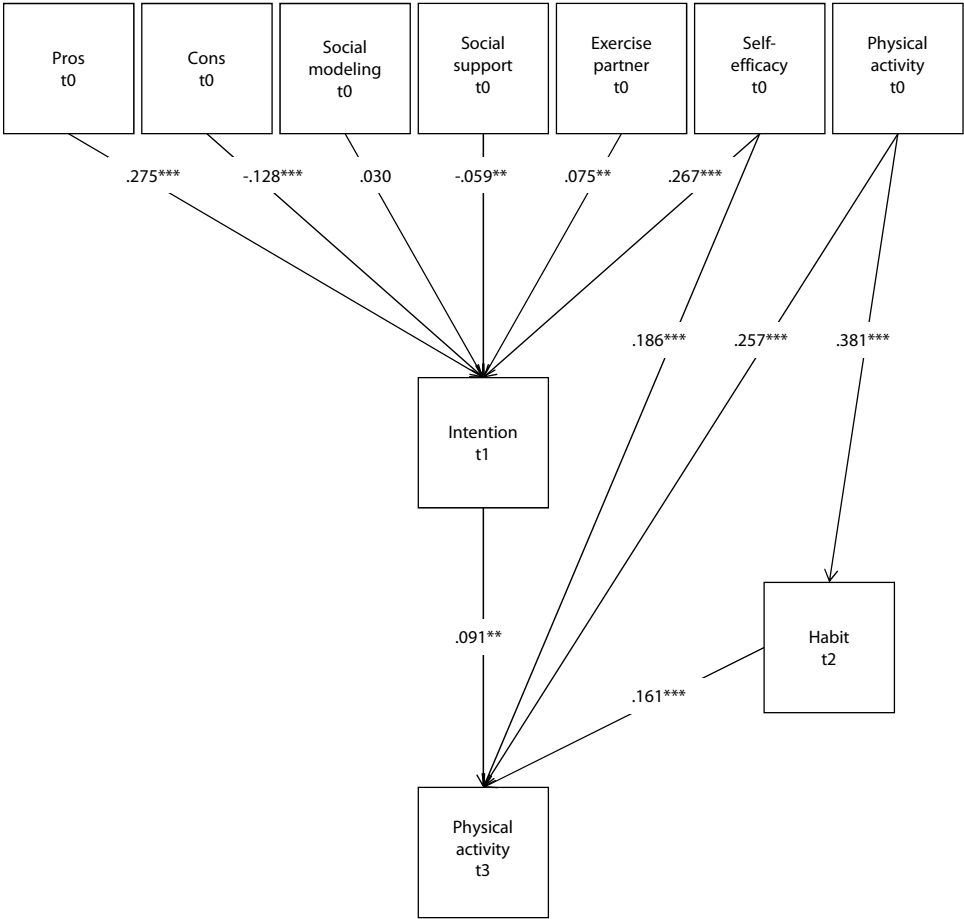 Pros
t0
Cons
t0
Social
modeling
t0
Social
support
t0
Exercise
partner
t0
Self-
efficacy
t0
Physical
activity
t0
.275***
-.128***
.030
-.059**
.075**
.267***
.186***
.257***
.381***
Intention
t1
.091**
Habit
t2
.161***
Physical
activity
t3